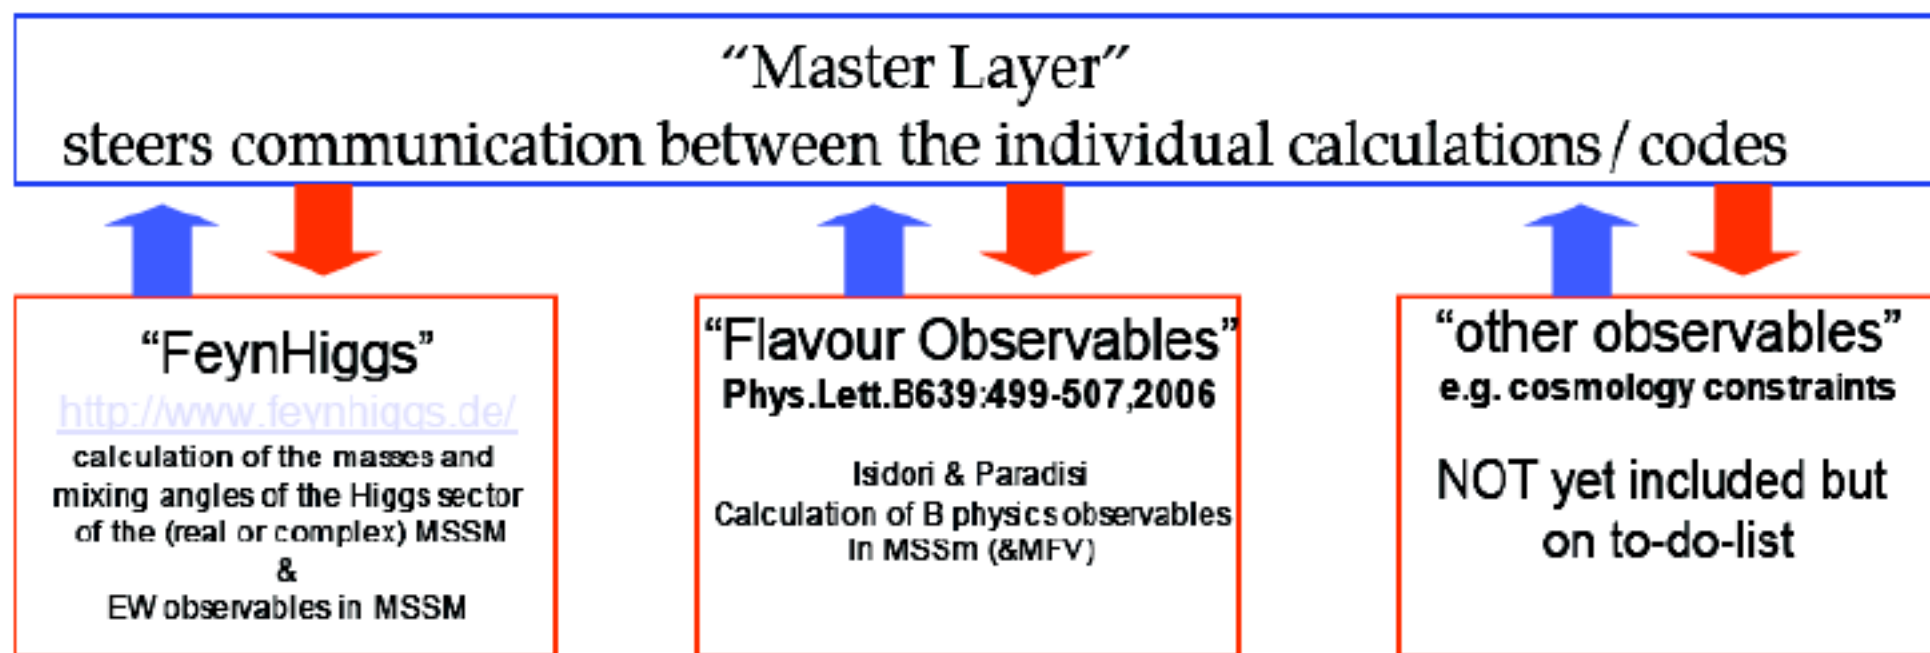 “Master Layer”
steers communication between the individual calculations/codes
“FeynHiggs”
http://www.feynhiggs.de/
calculation of the masses and
mixing angles of the Higgs sector
of the (real or complex) MSSM
&
EW observables in MSSM
“Flavour Observables”
Phys.Lett.B639:499-507,2006
Isidori & Paradisi
Calculation of B physics observables
in MSSm (&MFV)
“other observables”
e.g. cosmology constraints
NOT yet included but
on to-do-list